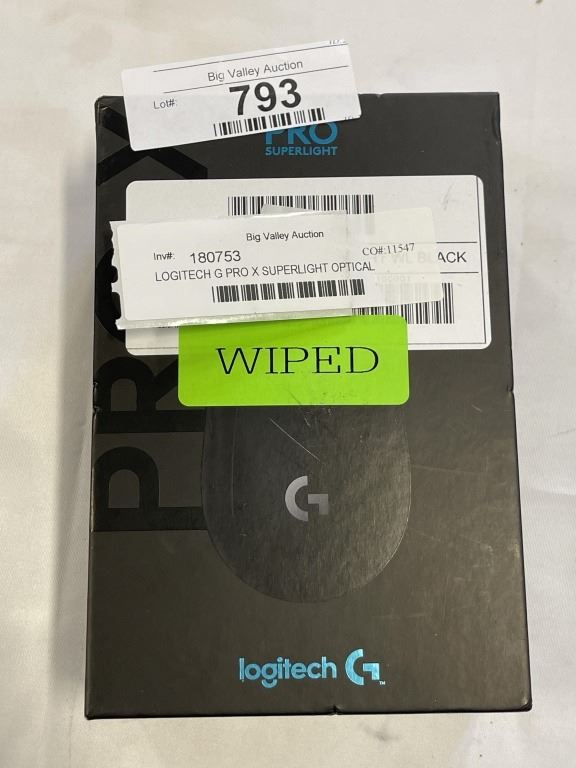 Big Valley Auction
Lot#: 793
PRO
SUPERLIGHT
Big Valley Auction
Inv#: 180753 CO#:11547
LOGITECH G PRO X SUPERLIGHT OPTICAL
WL BLACK
WIPED
PRO X
logitech G